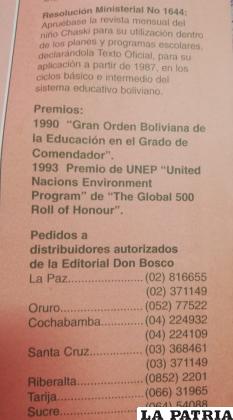 Resolución Ministerial No 1644:
Apruébase la revista mensual del
niño Chaski para su utilización dentro
de los planes y programas escolares,
declarándola Texto Oficial, para su
aplicación a partir de 1987, en los
ciclos básico e intermedio del
sistema educativo boliviano.
Premios:
1990 “Gran Orden Boliviana de
la Educación en el Grado de
Comendador”.
1993 Premio de UNEP “United
Nacions Environment
Program” de “The Global 500
Roll of Honour”.
Pedidos a
distribuidores autorizados
de la Editorial Don Bosco
La Paz........................(02) 816655
(02) 371149
Oruro.........................(052) 77522
Cochabamba..............(04) 224932
(04) 224109
Santa Cruz.................(03) 368461
(03) 371149
Riberalta....................(0852) 2201
Tarija.........................(066) 31965
Sucre
LA PATRIA